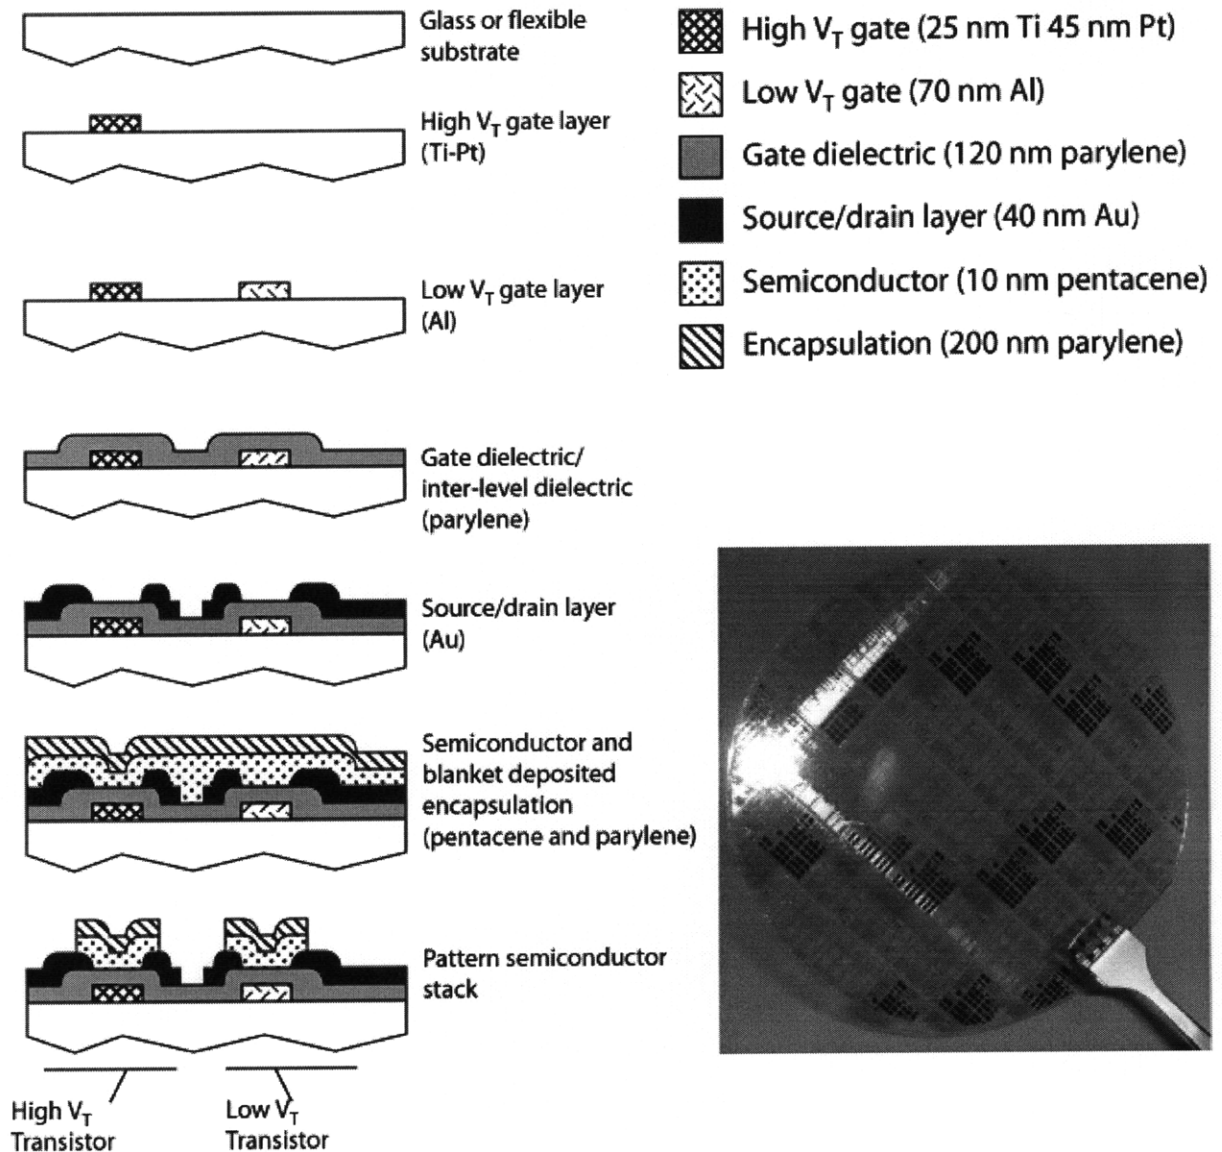 Glass or flexible
substrate
High VT gate layer
(Ti-Pt)
Low VT gate layer
(Al)
Gate dielectric/
inter-level dielectric
(parylene)
Source/drain layer
(Au)
Semiconductor and
blanket deposited
encapsulation
(pentacene and parylene)
Pattern semiconductor
stack
High VT
Transistor
Low VT
Transistor
High VT gate (25 nm Ti 45 nm Pt)
Low VT gate (70 nm Al)
Gate dielectric (120 nm parylene)
Source/drain layer (40 nm Au)
Semiconductor (10 nm pentacene)
Encapsulation (200 nm parylene)